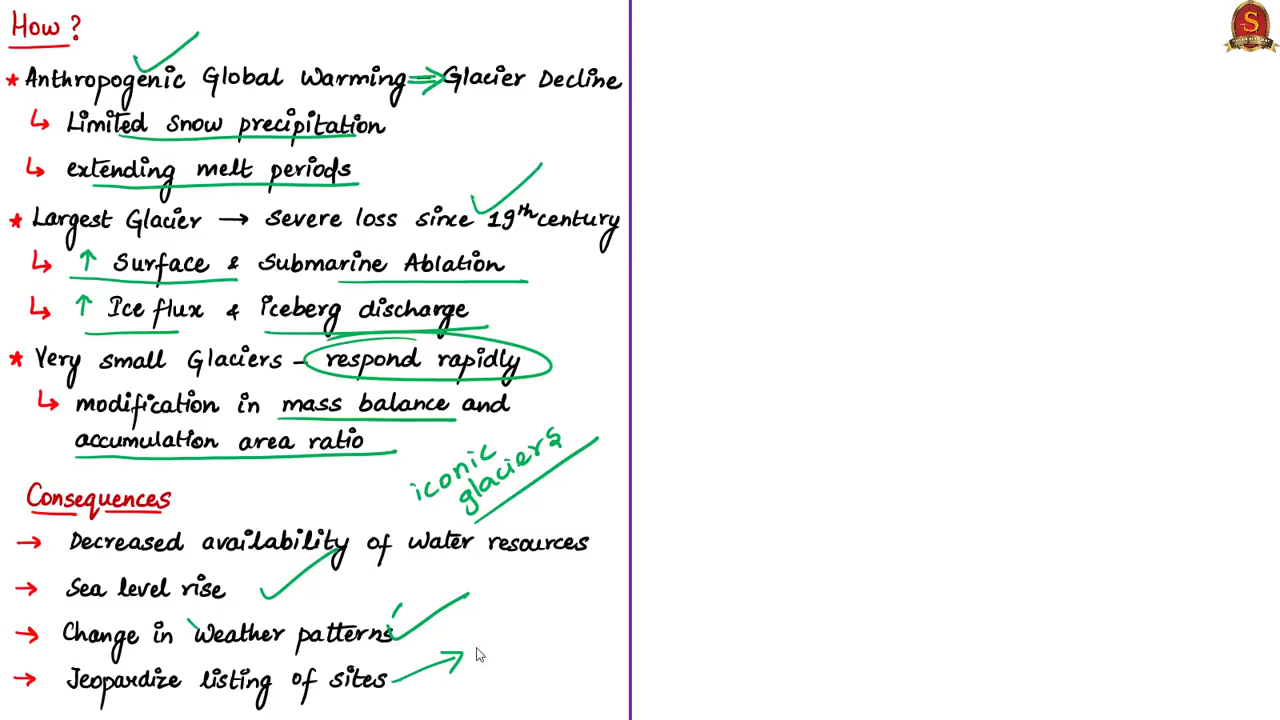 How ?
* Anthropogenic Global Warming ⇒ Glacier Decline
↳ Limited snow precipitation
↳ extending melt periods
* Largest Glacier → Severe loss since 19th century
↳ ↑ Surface & Submarine Ablation
↳ ↑ Ice flux & Iceberg discharge
* Very small Glaciers - respond rapidly
↳ modification in mass balance and
accumulation area ratio
iconic
glaciers
Consequences
→ Decreased availability of water resources
→ Sea level rise
→ Change in weather patterns
→ Jeopardize listing of sites
S